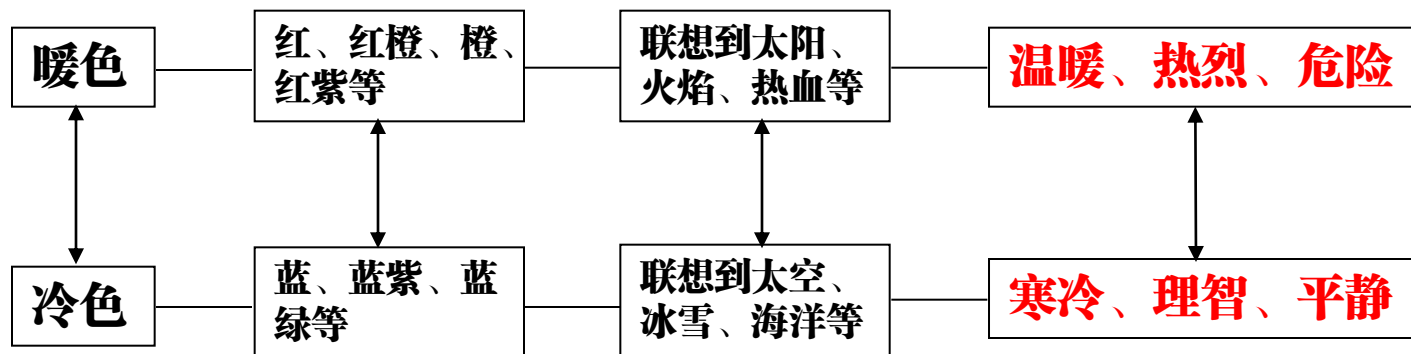 暖色
红、红橙、橙、
红紫等
联想到太阳、
火焰、热血等
温暖、热烈、危险
冷色
蓝、蓝紫、蓝
绿等
联想到太空、
冰雪、海洋等
寒冷、理智、平静